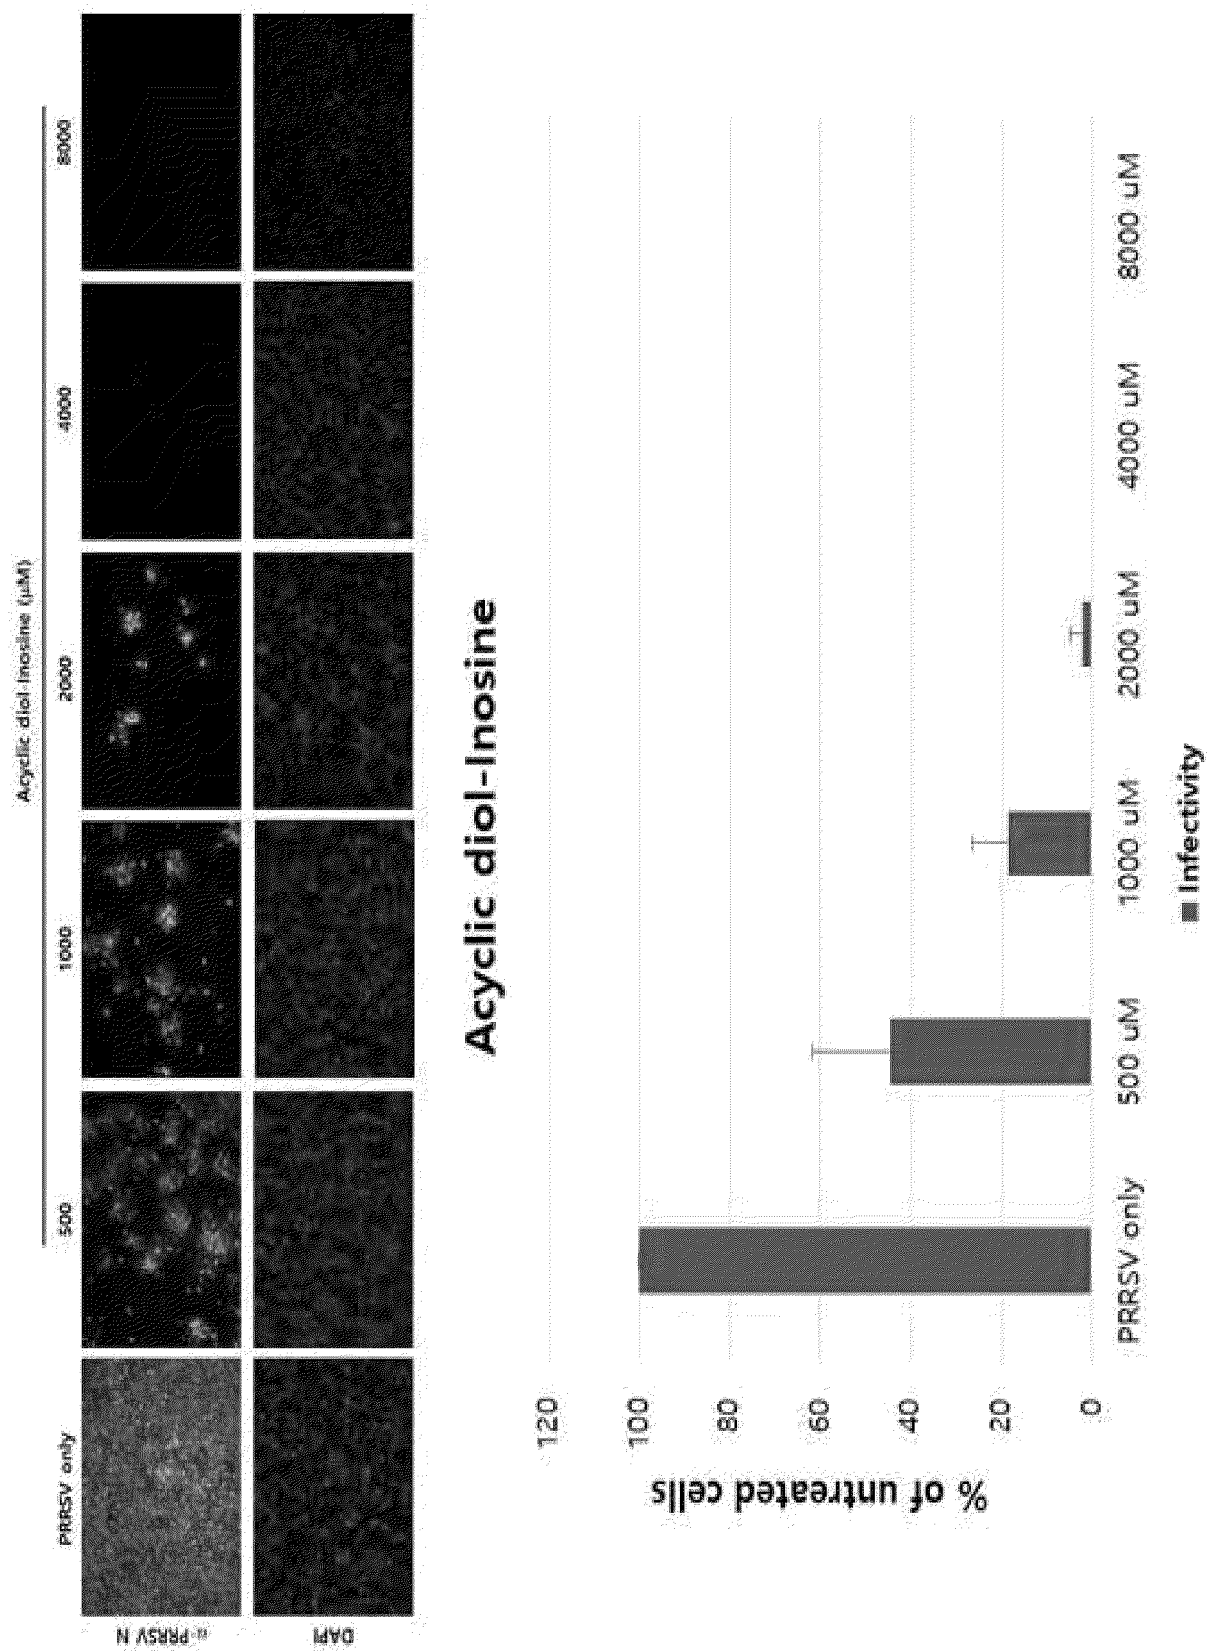 Acyclic diol-Inosine (µM)
PRRSV only 500 1000 2000 4000 8000
α-PRRSV N
DAPI
Acyclic diol-Inosine
% of untreated cells
120
100
80
60
40
20
0
PRRSV only 500 uM 1000 uM 2000 uM 4000 uM 8000 uM
Infectivity